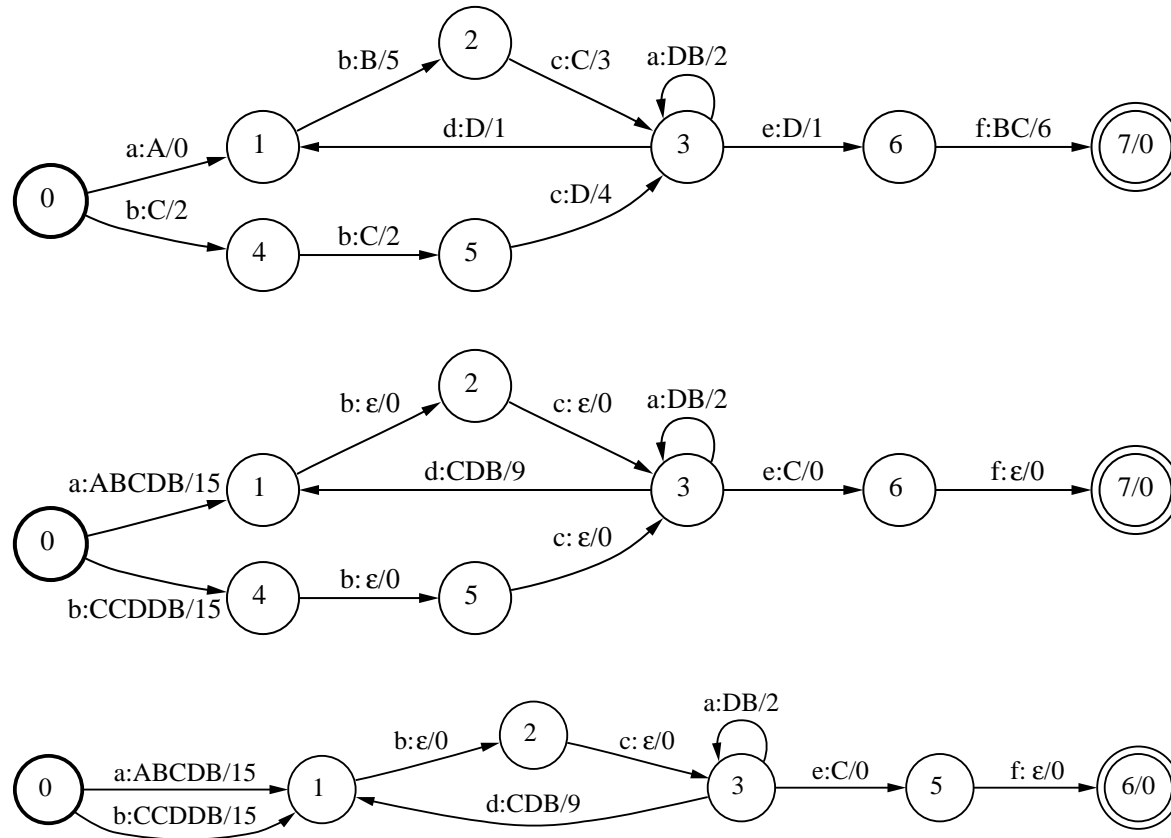 2
b:B/5
c:C/3
a:DB/2
a:A/0
1
d:D/1
3
e:D/1
6
f:BC/6
7/0
0
b:C/2
4
b:C/2
5
c:D/4
2
b: ε/0
c: ε/0
a:DB/2
a:ABCDB/15
1
d:CDB/9
3
e:C/0
6
f:ε/0
7/0
0
b:CCDDB/15
4
b: ε/0
5
c: ε/0
2
b:ε/0
c: ε/0
a:DB/2
0
a:ABCDB/15
b:CCDDB/15
1
d:CDB/9
3
e:C/0
5
f: ε/0
6/0